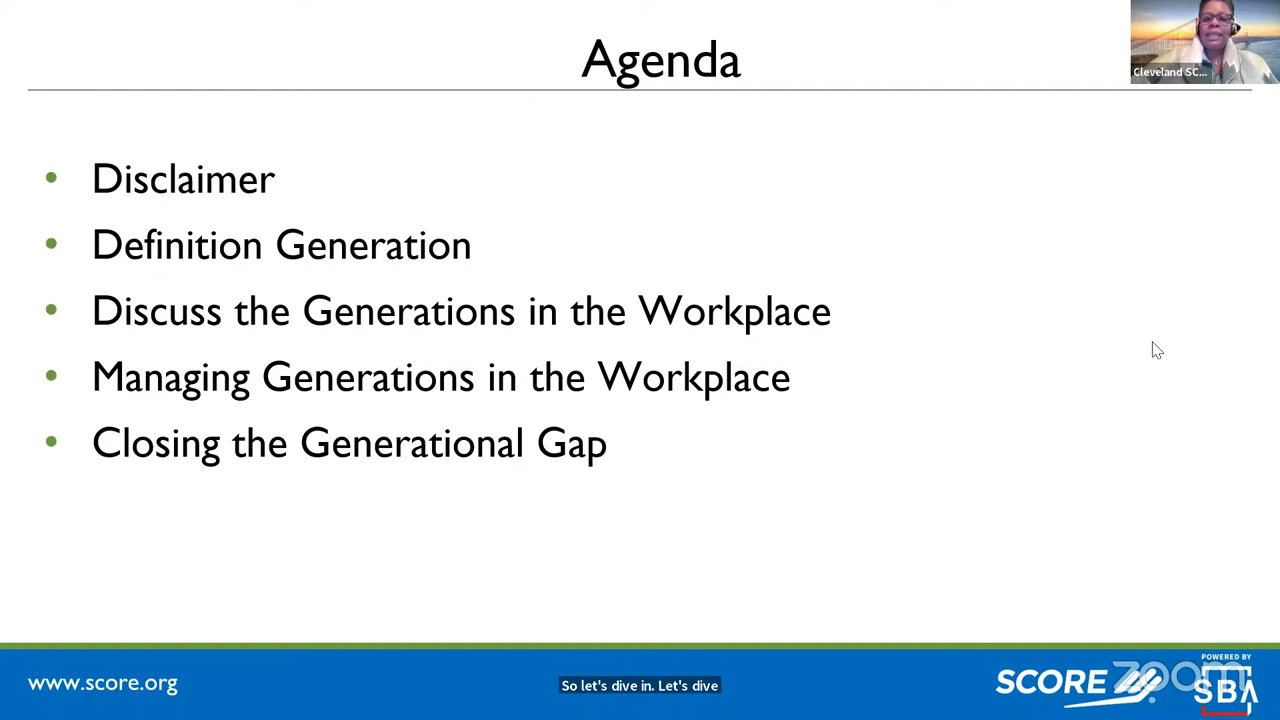 Agenda
Cleveland SC...
• Disclaimer
• Definition Generation
• Discuss the Generations in the Workplace
• Managing Generations in the Workplace
• Closing the Generational Gap
www.score.org
So let's dive in. Let's dive
SCORE
®
zoom
POWERED BY
SBA